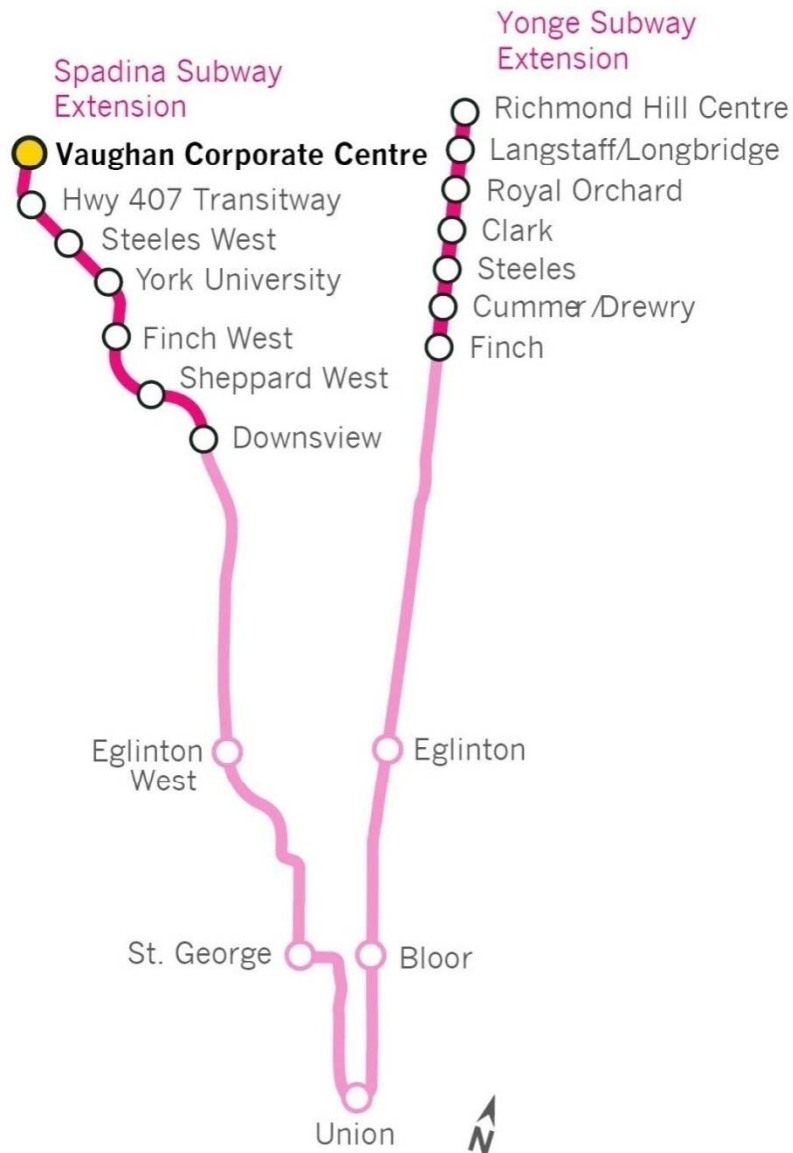 Yonge Subway
Extension
Spadina Subway
Extension
Richmond Hill Centre
Vaughan Corporate Centre
Langstaff/Longbridge
Hwy 407 Transitway
Royal Orchard
Steeles West
Clark
York University
Steeles
Finch West
Cummer/Drewry
Sheppard West
Finch
Downsview
Eglinton
West
Eglinton
St. George
Bloor
Union
N